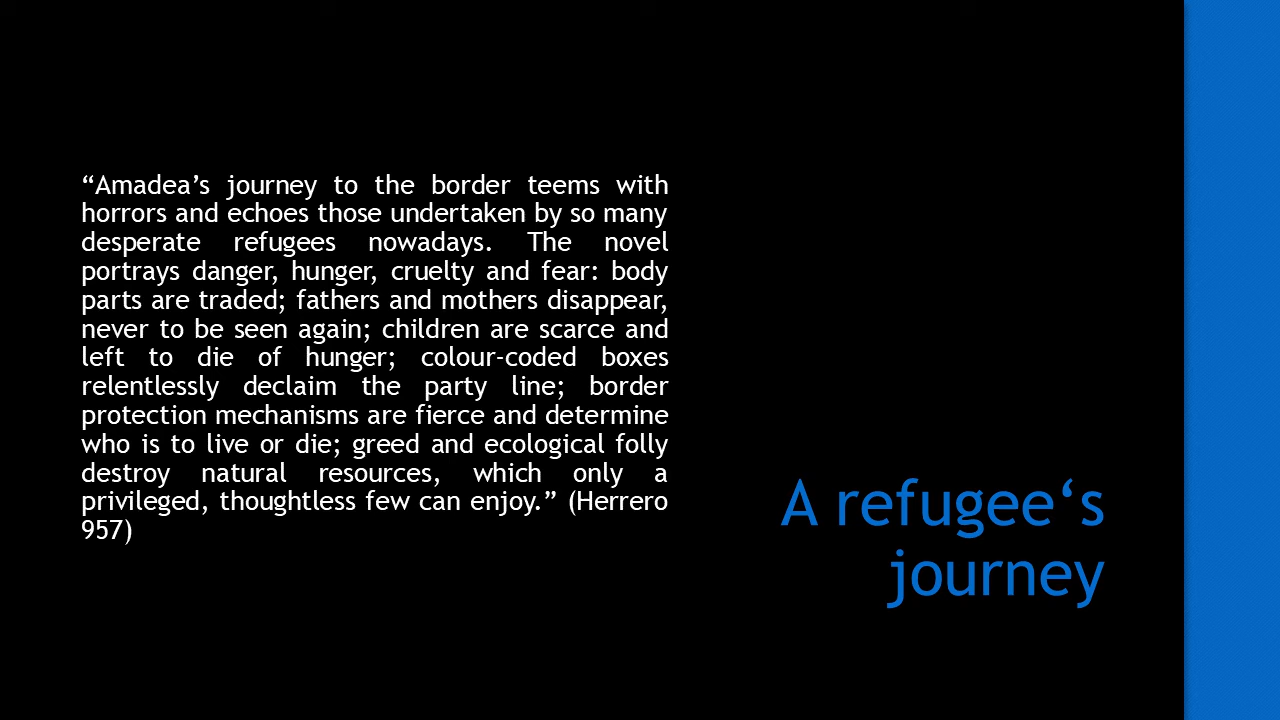 “Amadea’s journey to the border teems with
horrors and echoes those undertaken by so many
desperate refugees nowadays. The novel
portrays danger, hunger, cruelty and fear: body
parts are traded; fathers and mothers disappear,
never to be seen again; children are scarce and
left to die of hunger; colour-coded boxes
relentlessly declaim the party line; border
protection mechanisms are fierce and determine
who is to live or die; greed and ecological folly
destroy natural resources, which only a
privileged, thoughtless few can enjoy.” (Herrero
957)
A refugee‘s
journey